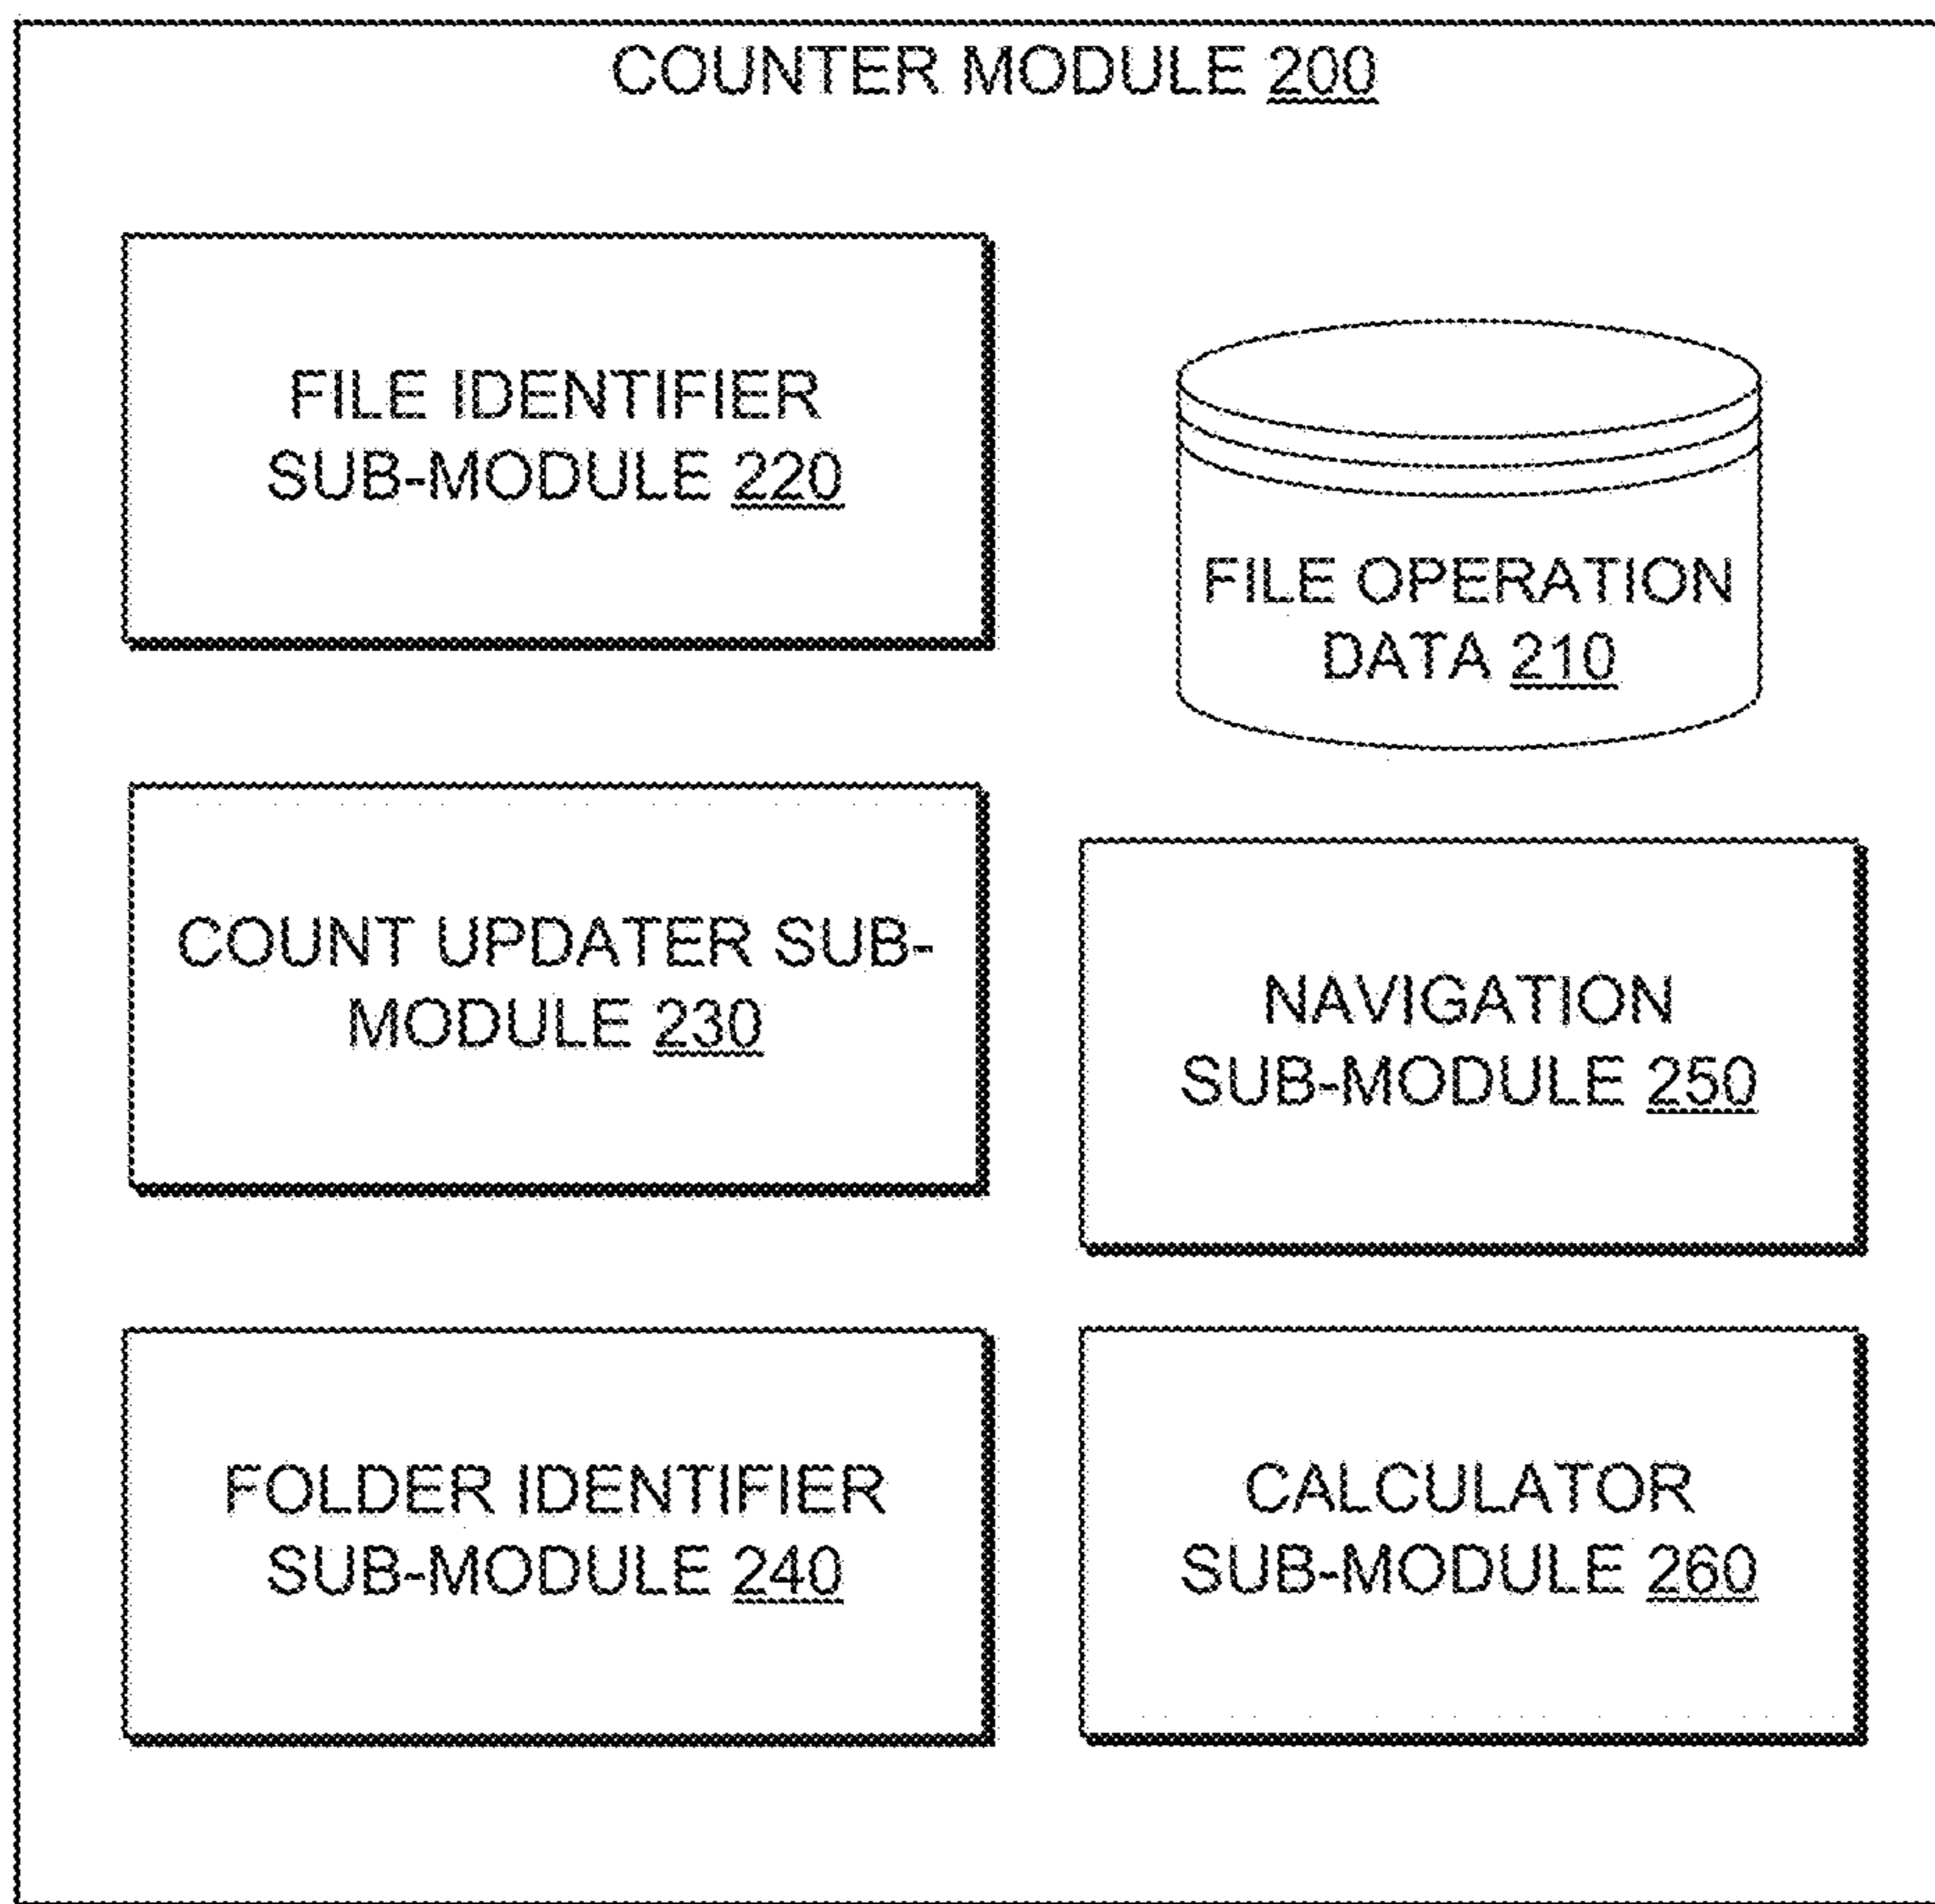 COUNTER MODULE 200
FILE IDENTIFIER
SUB-MODULE 220
FILE OPERATION
DATA 210
COUNT UPDATER SUB-
MODULE 230
NAVIGATION
SUB-MODULE 250
FOLDER IDENTIFIER
SUB-MODULE 240
CALCULATOR
SUB-MODULE 260